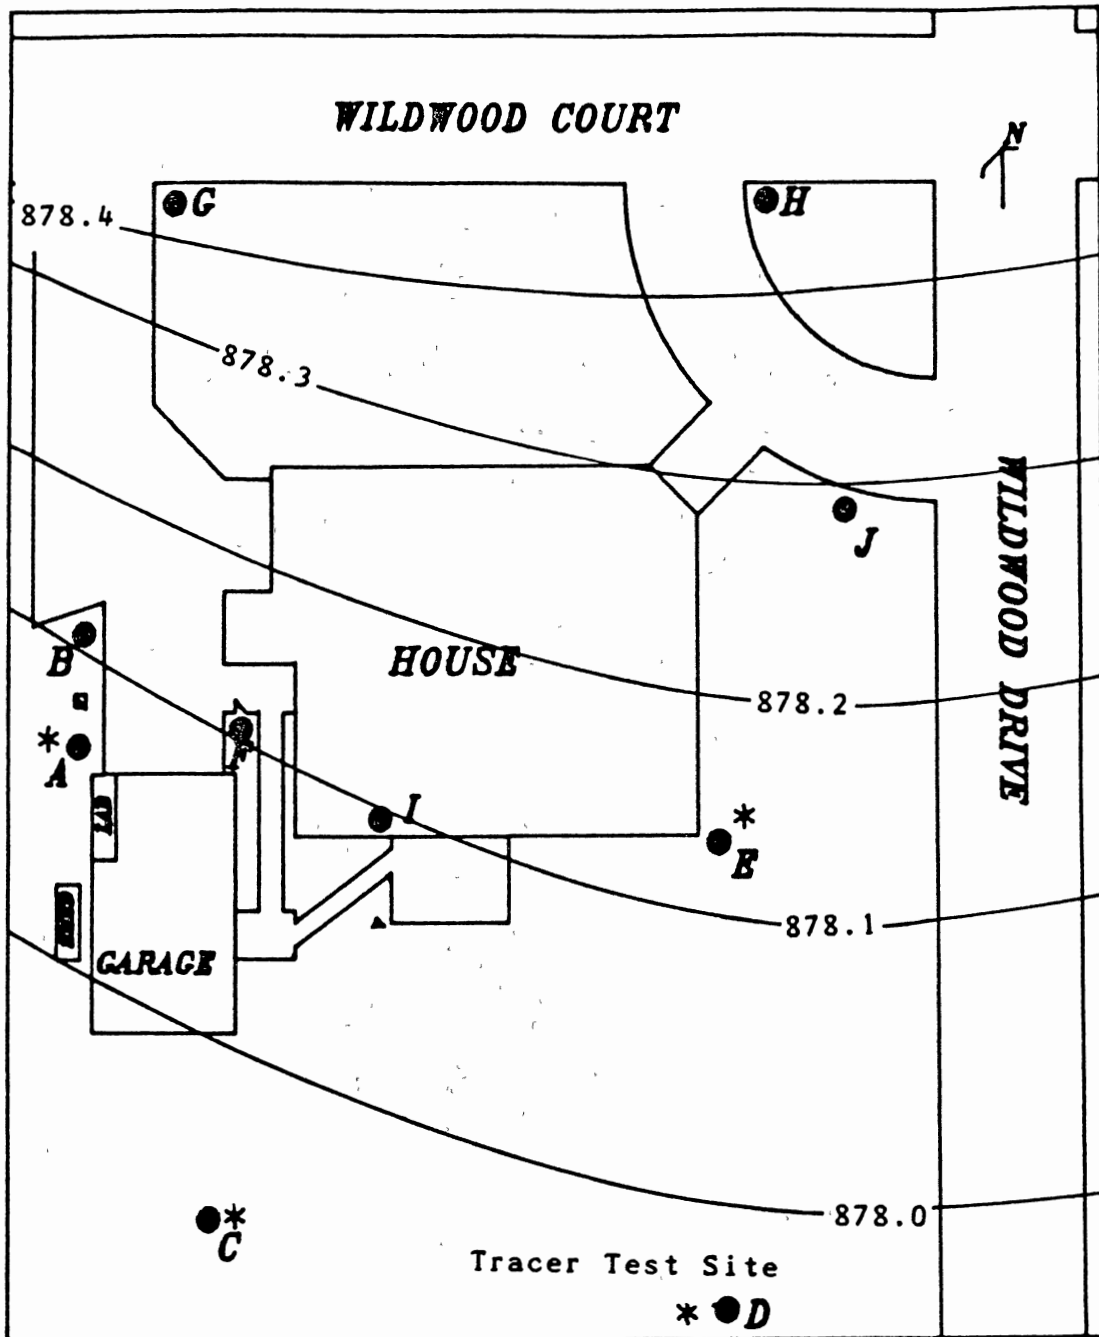 WILDWOOD COURT
N
G
H
878.4
878.3
WILDWOOD DRIVE
J
B
HOUSE
878.2
*
A
I
LAB
*
E
878.1
GARAGE
878.0
*
C
Tracer Test Site
*
D